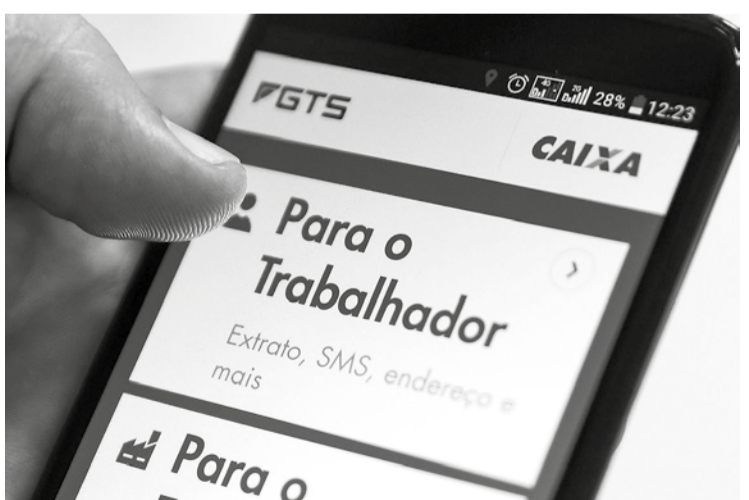 28% 12:23
FGTS
CAIXA
Para o
Trabalhador
Extrato, SMS, endereço e
mais
Para o